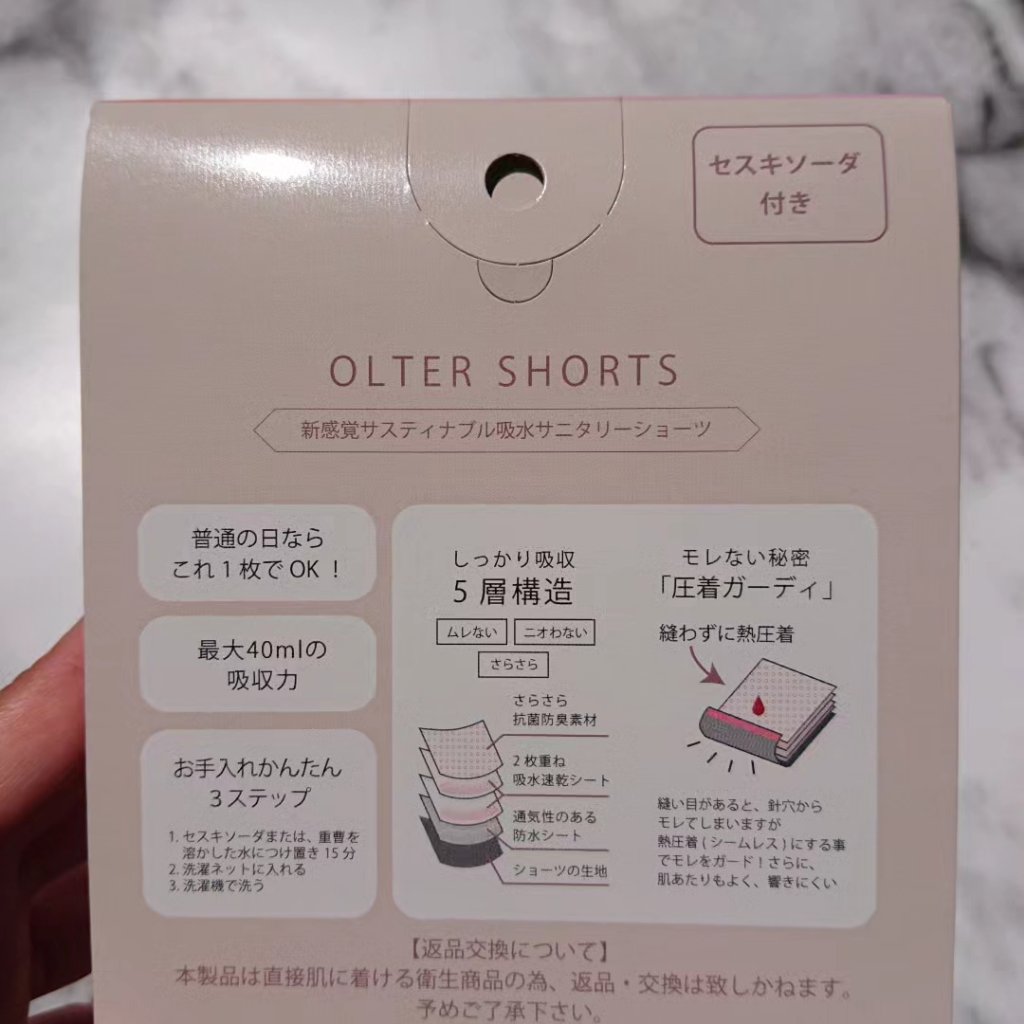 セスキソーダ
付き
OLTER SHORTS
新感覚サスティナブル吸水サニタリーショーツ
普通の日なら
これ1枚でOK！
最大40mlの
吸収力
お手入れかんたん
3ステップ
1. セスキソーダまたは、重曹を
溶かした水につけ置き15分
2. 洗濯ネットに入れる
3. 洗濯機で洗う
しっかり吸収
5層構造
ムレない
ニオわない
さらさら
さらさら
抗菌防臭素材
2枚重ね
吸水速乾シート
通気性のある
防水シート
ショーツの生地
モレない秘密
「圧着ガーディ」
縫わずに熱圧着
縫い目があると、針穴から
モレてしまいますが
熱圧着(シームレス)にする事
でモレをガード！さらに、
肌あたりもよく、響きにくい
【返品交換について】
本製品は直接肌に着ける衛生商品の為、返品・交換は致しかねます。
予めご了承下さい。